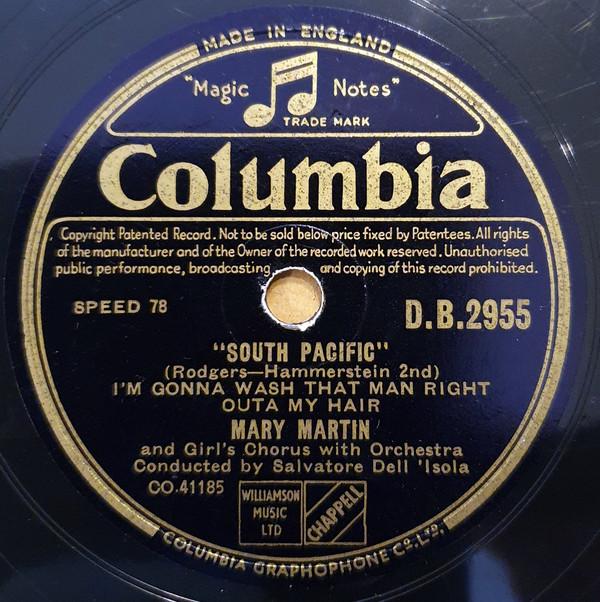 MADE IN ENGLAND
"Magic Notes"
TRADE MARK
Columbia
Copyright Patented Record. Not to be sold below price fixed by Patentees. All rights
of the manufacturer and of the Owner of the recorded work reserved. Unauthorised
public performance, broadcasting and copying of this record prohibited.
SPEED 78
D.B.2955
"SOUTH PACIFIC"
(Rodgers—Hammerstein 2nd)
I'M GONNA WASH THAT MAN RIGHT
OUTA MY HAIR
MARY MARTIN
and Girl's Chorus with Orchestra
Conducted by Salvatore Dell 'Isola
CO.41185
WILLIAMSON
MUSIC
LTD
CHAPPELL
COLUMBIA GRAPHOPHONE Co. LTD.